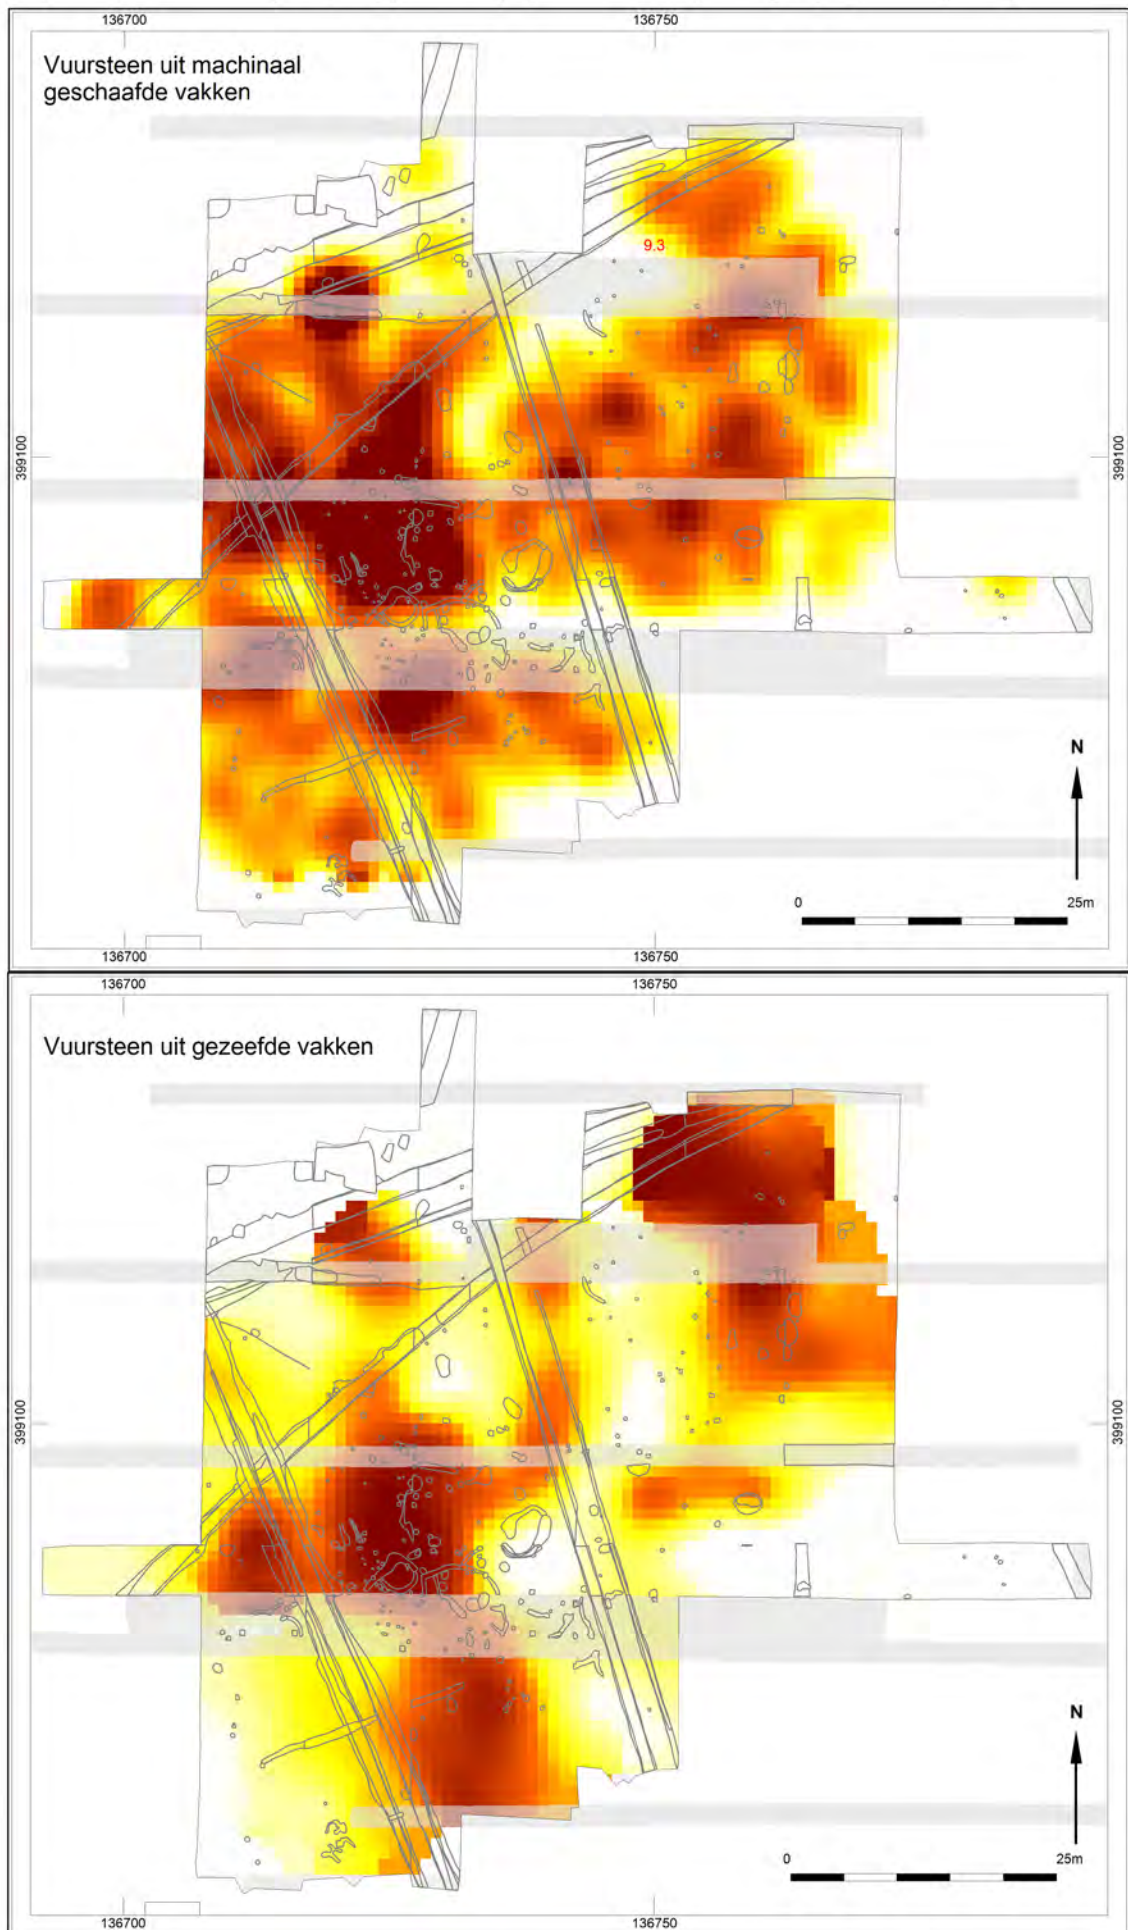 136700 136750
Vuursteen uit machinaal
geschaafde vakken
9.3
399100 399100
N
0 25m
136700 136750
136700 136750
Vuursteen uit gezeefde vakken
399100 399100
N
0 25m
136700 136750